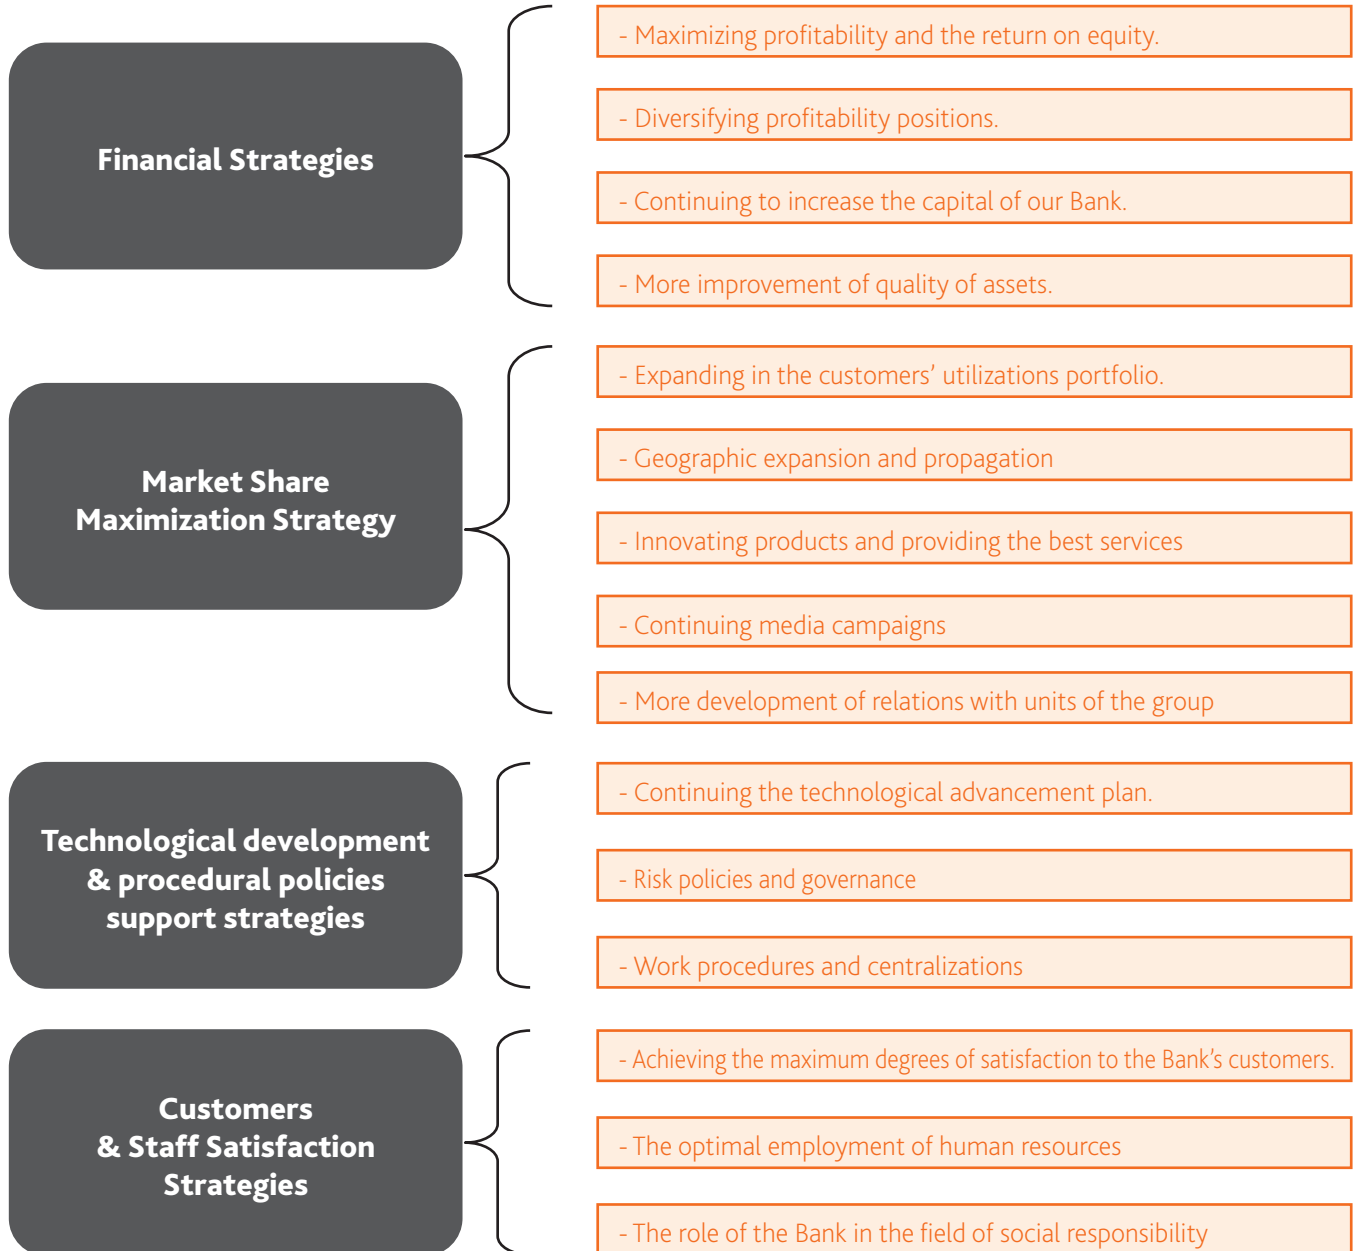 Financial Strategies
- Maximizing profitability and the return on equity.
- Diversifying profitability positions.
- Continuing to increase the capital of our Bank.
- More improvement of quality of assets.
Market Share
Maximization Strategy
- Expanding in the customers’ utilizations portfolio.
- Geographic expansion and propagation
- Innovating products and providing the best services
- Continuing media campaigns
- More development of relations with units of the group
Technological development
& procedural policies
support strategies
- Continuing the technological advancement plan.
- Risk policies and governance
- Work procedures and centralizations
Customers
& Staff Satisfaction
Strategies
- Achieving the maximum degrees of satisfaction to the Bank’s customers.
- The optimal employment of human resources
- The role of the Bank in the field of social responsibility